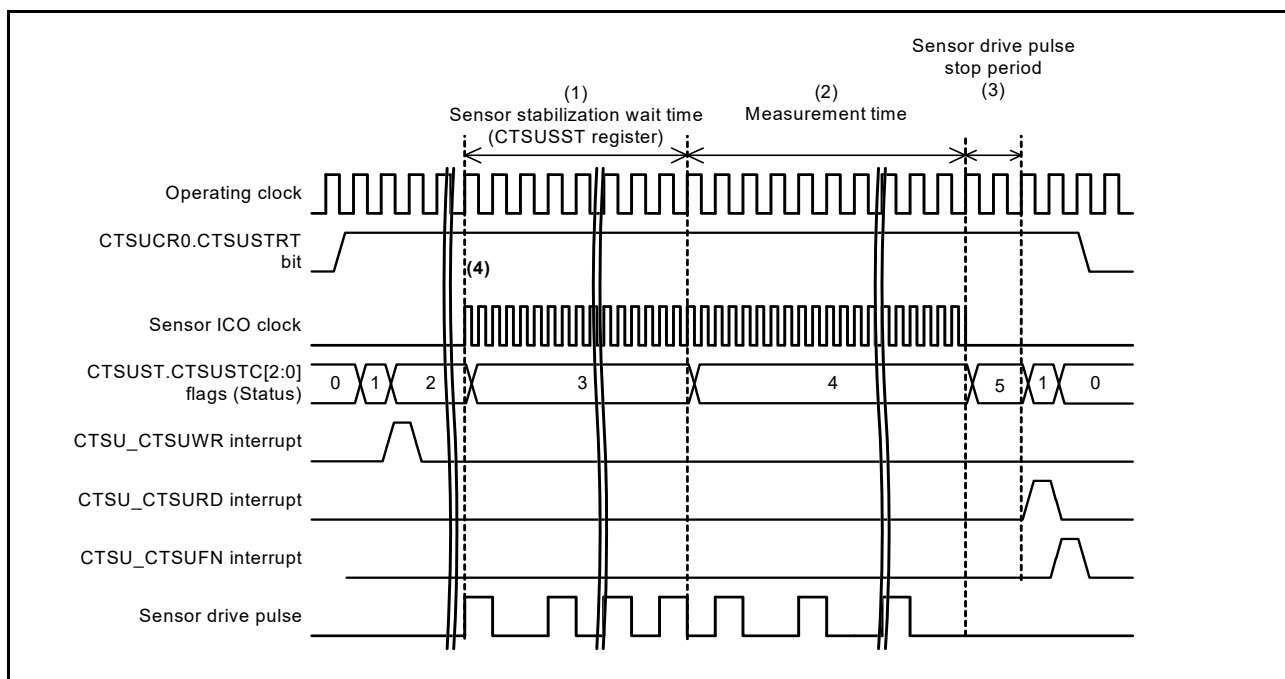 Sensor drive pulse
stop period
(3)
(1)
Sensor stabilization wait time
(CTSUSST register)
(2)
Measurement time
Operating clock
CTSUCR0.CTSUSTRT
bit
(4)
Sensor ICO clock
CTSUST.CTSUSTC[2:0]
flags (Status)
0 1 2 3 4 5 1 0
CTSU_CTSUWR interrupt
CTSU_CTSURD interrupt
CTSU_CTSUFN interrupt
Sensor drive pulse